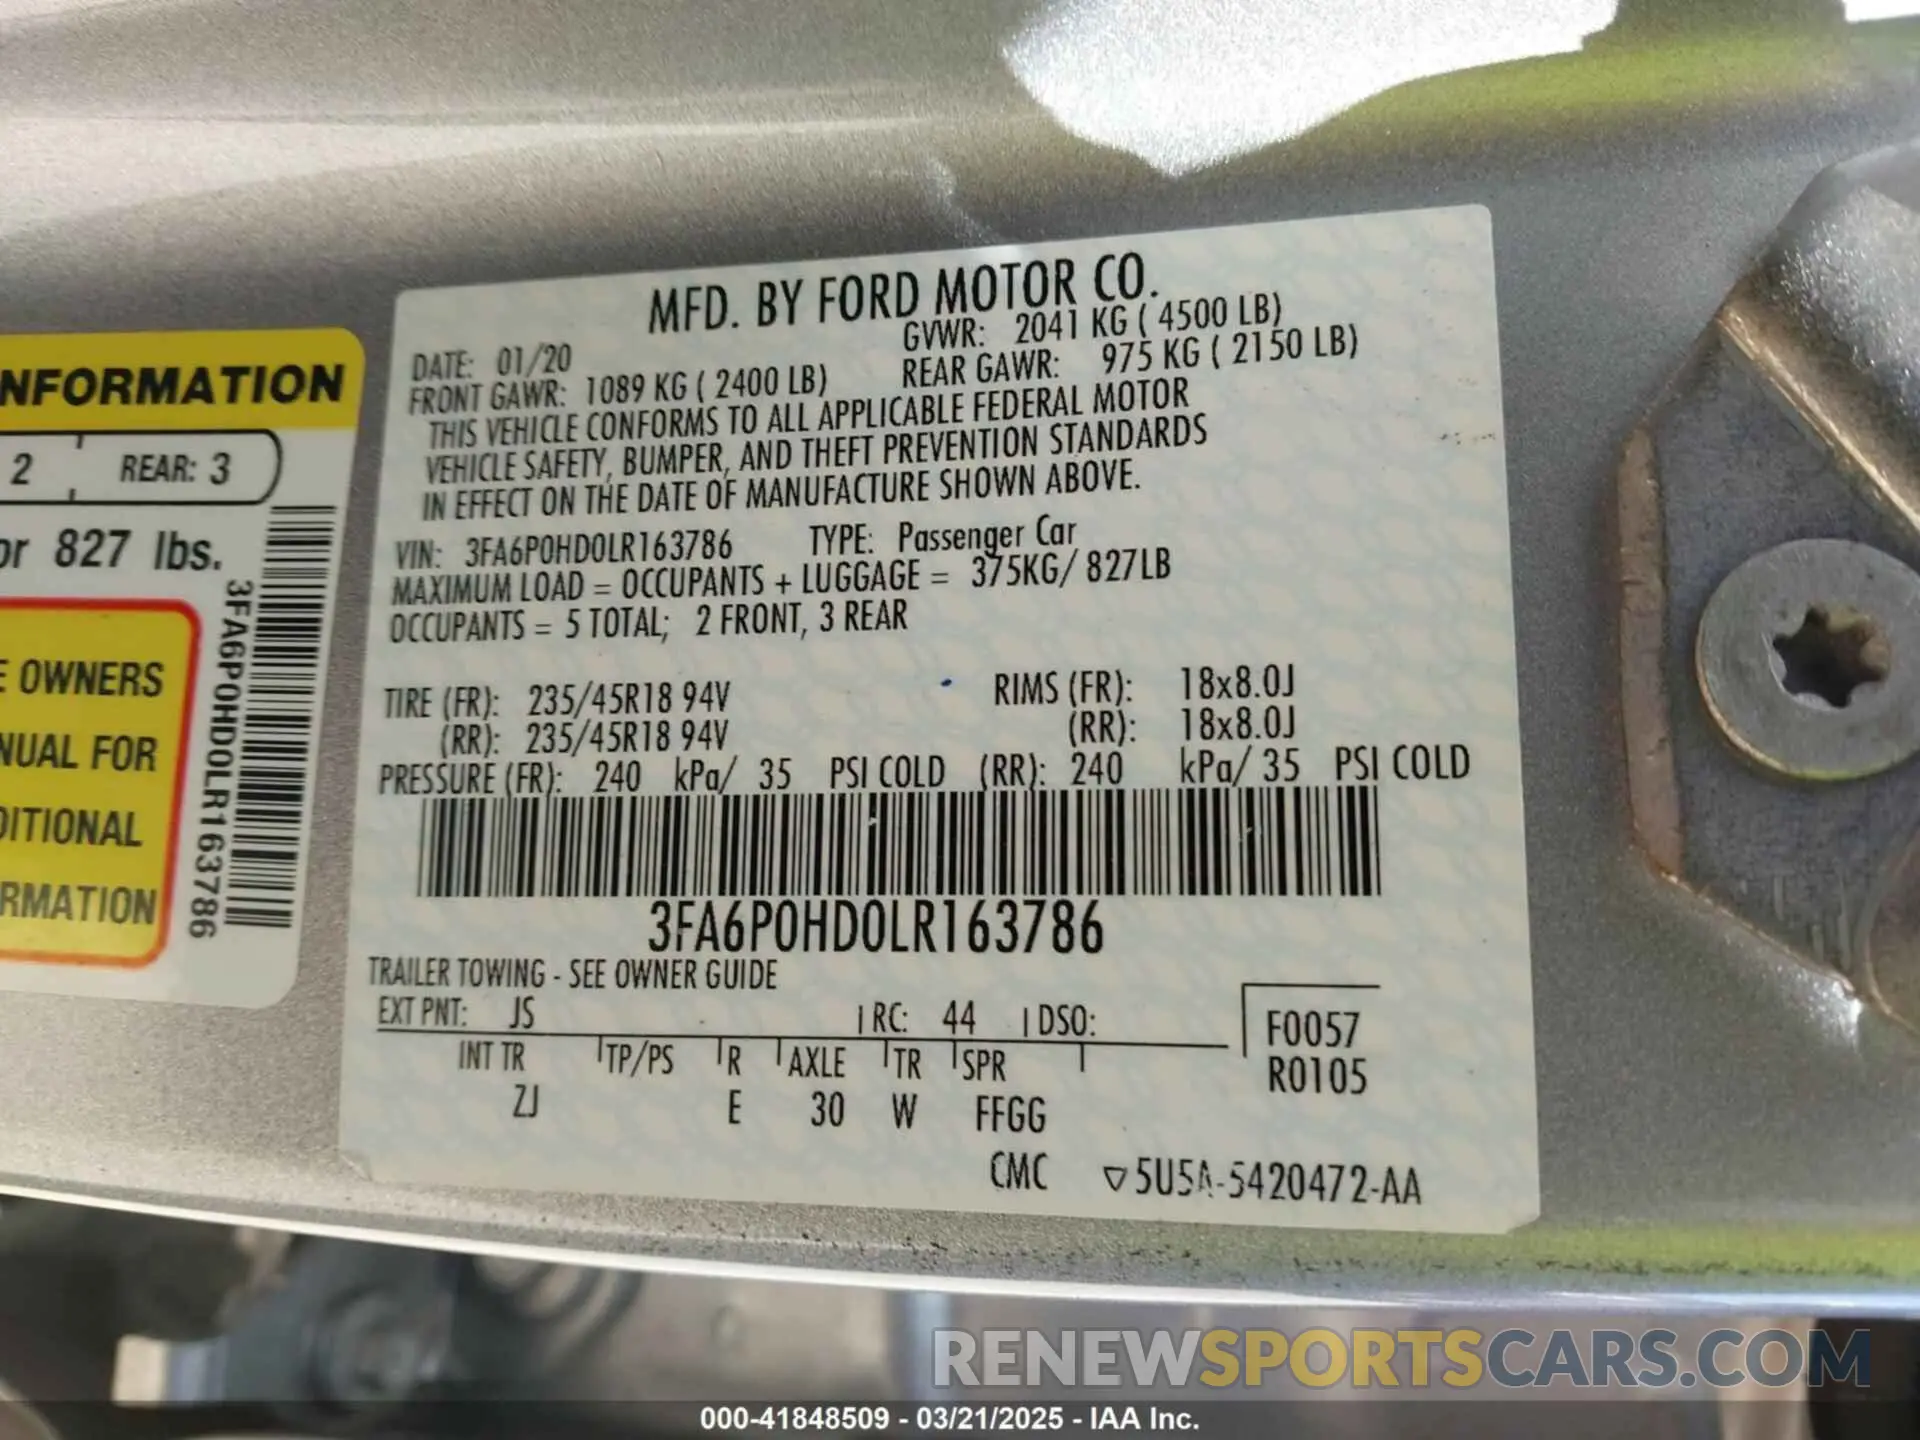 MFD. BY FORD MOTOR CO.
DATE: 01/20 GVWR: 2041 KG ( 4500 LB)
FRONT GAWR: 1089 KG ( 2400 LB) REAR GAWR: 975 KG ( 2150 LB)
THIS VEHICLE CONFORMS TO ALL APPLICABLE FEDERAL MOTOR
VEHICLE SAFETY, BUMPER, AND THEFT PREVENTION STANDARDS
IN EFFECT ON THE DATE OF MANUFACTURE SHOWN ABOVE.
VIN: 3FA6P0HD0LR163786 TYPE: Passenger Car
MAXIMUM LOAD = OCCUPANTS + LUGGAGE = 375KG/ 827LB
OCCUPANTS = 5 TOTAL; 2 FRONT, 3 REAR
TIRE (FR): 235/45R18 94V RIMS (FR): 18x8.0J
(RR): 235/45R18 94V (RR): 18x8.0J
PRESSURE (FR): 240 kPa/ 35 PSI COLD (RR): 240 kPa/ 35 PSI COLD
3FA6P0HD0LR163786
TRAILER TOWING - SEE OWNER GUIDE
EXT PNT: JS RC: 44 DSO:
INT TR TP/PS R AXLE TR SPR
ZJ E 30 W FFGG
F0057
R0105
CMC ▽5U5A-5420472-AA
NFORMATION
2 REAR: 3
or 827 lbs.
E OWNERS
NUAL FOR
DITIONAL
RMATION
3FA6P0HD0LR163786
RENEWSPORTSCARS.COM
000-41848509 - 03/21/2025 - IAA Inc.